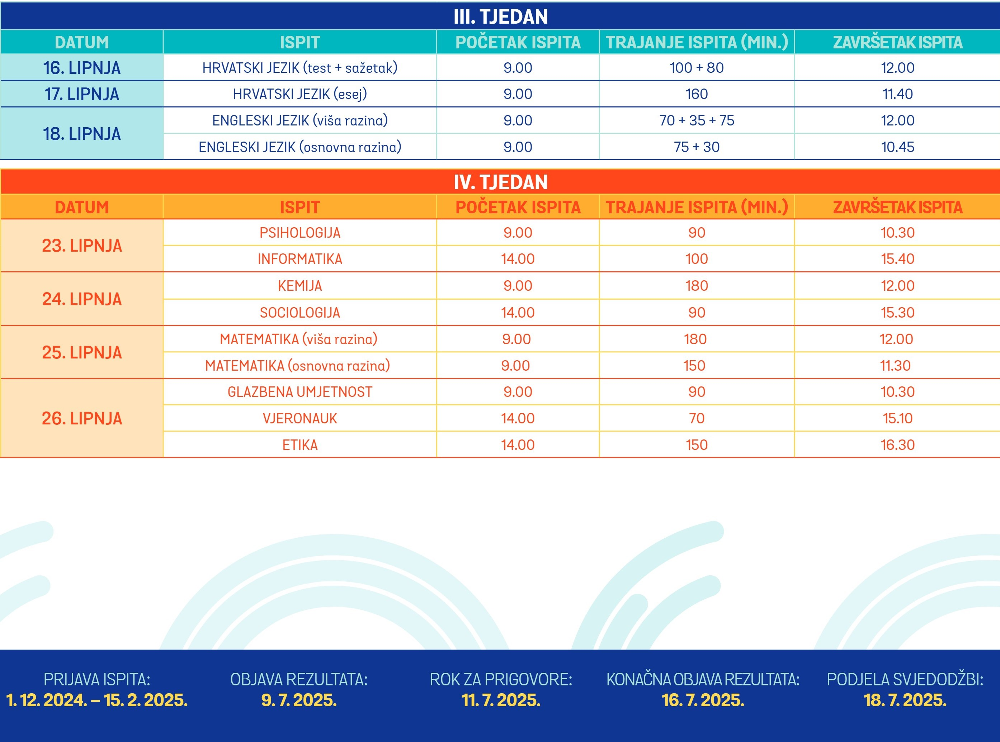 III. TJEDAN
DATUM ISPIT POČETAK ISPITA TRAJANJE ISPITA (MIN.) ZAVRŠETAK ISPITA
16. LIPNJA HRVATSKI JEZIK (test + sažetak) 9.00 100 + 80 12.00
17. LIPNJA HRVATSKI JEZIK (esej) 9.00 160 11.40
18. LIPNJA ENGLESKI JEZIK (viša razina) 9.00 70 + 35 + 75 12.00
ENGLESKI JEZIK (osnovna razina) 9.00 75 + 30 10.45
IV. TJEDAN
DATUM ISPIT POČETAK ISPITA TRAJANJE ISPITA (MIN.) ZAVRŠETAK ISPITA
23. LIPNJA PSIHOLOGIJA 9.00 90 10.30
INFORMATIKA 14.00 100 15.40
24. LIPNJA KEMIJA 9.00 180 12.00
SOCIOLOGIJA 14.00 90 15.30
25. LIPNJA MATEMATIKA (viša razina) 9.00 180 12.00
MATEMATIKA (osnovna razina) 9.00 150 11.30
26. LIPNJA GLAZBENA UMJETNOST 9.00 90 10.30
VJERONAUK 14.00 70 15.10
ETIKA 14.00 150 16.30
PRIJAVA ISPITA:
1. 12. 2024. – 15. 2. 2025.
OBJAVA REZULTATA:
9. 7. 2025.
ROK ZA PRIGOVORE:
11. 7. 2025.
KONAČNA OBJAVA REZULTATA:
16. 7. 2025.
PODJELA SVJEDODŽBI:
18. 7. 2025.